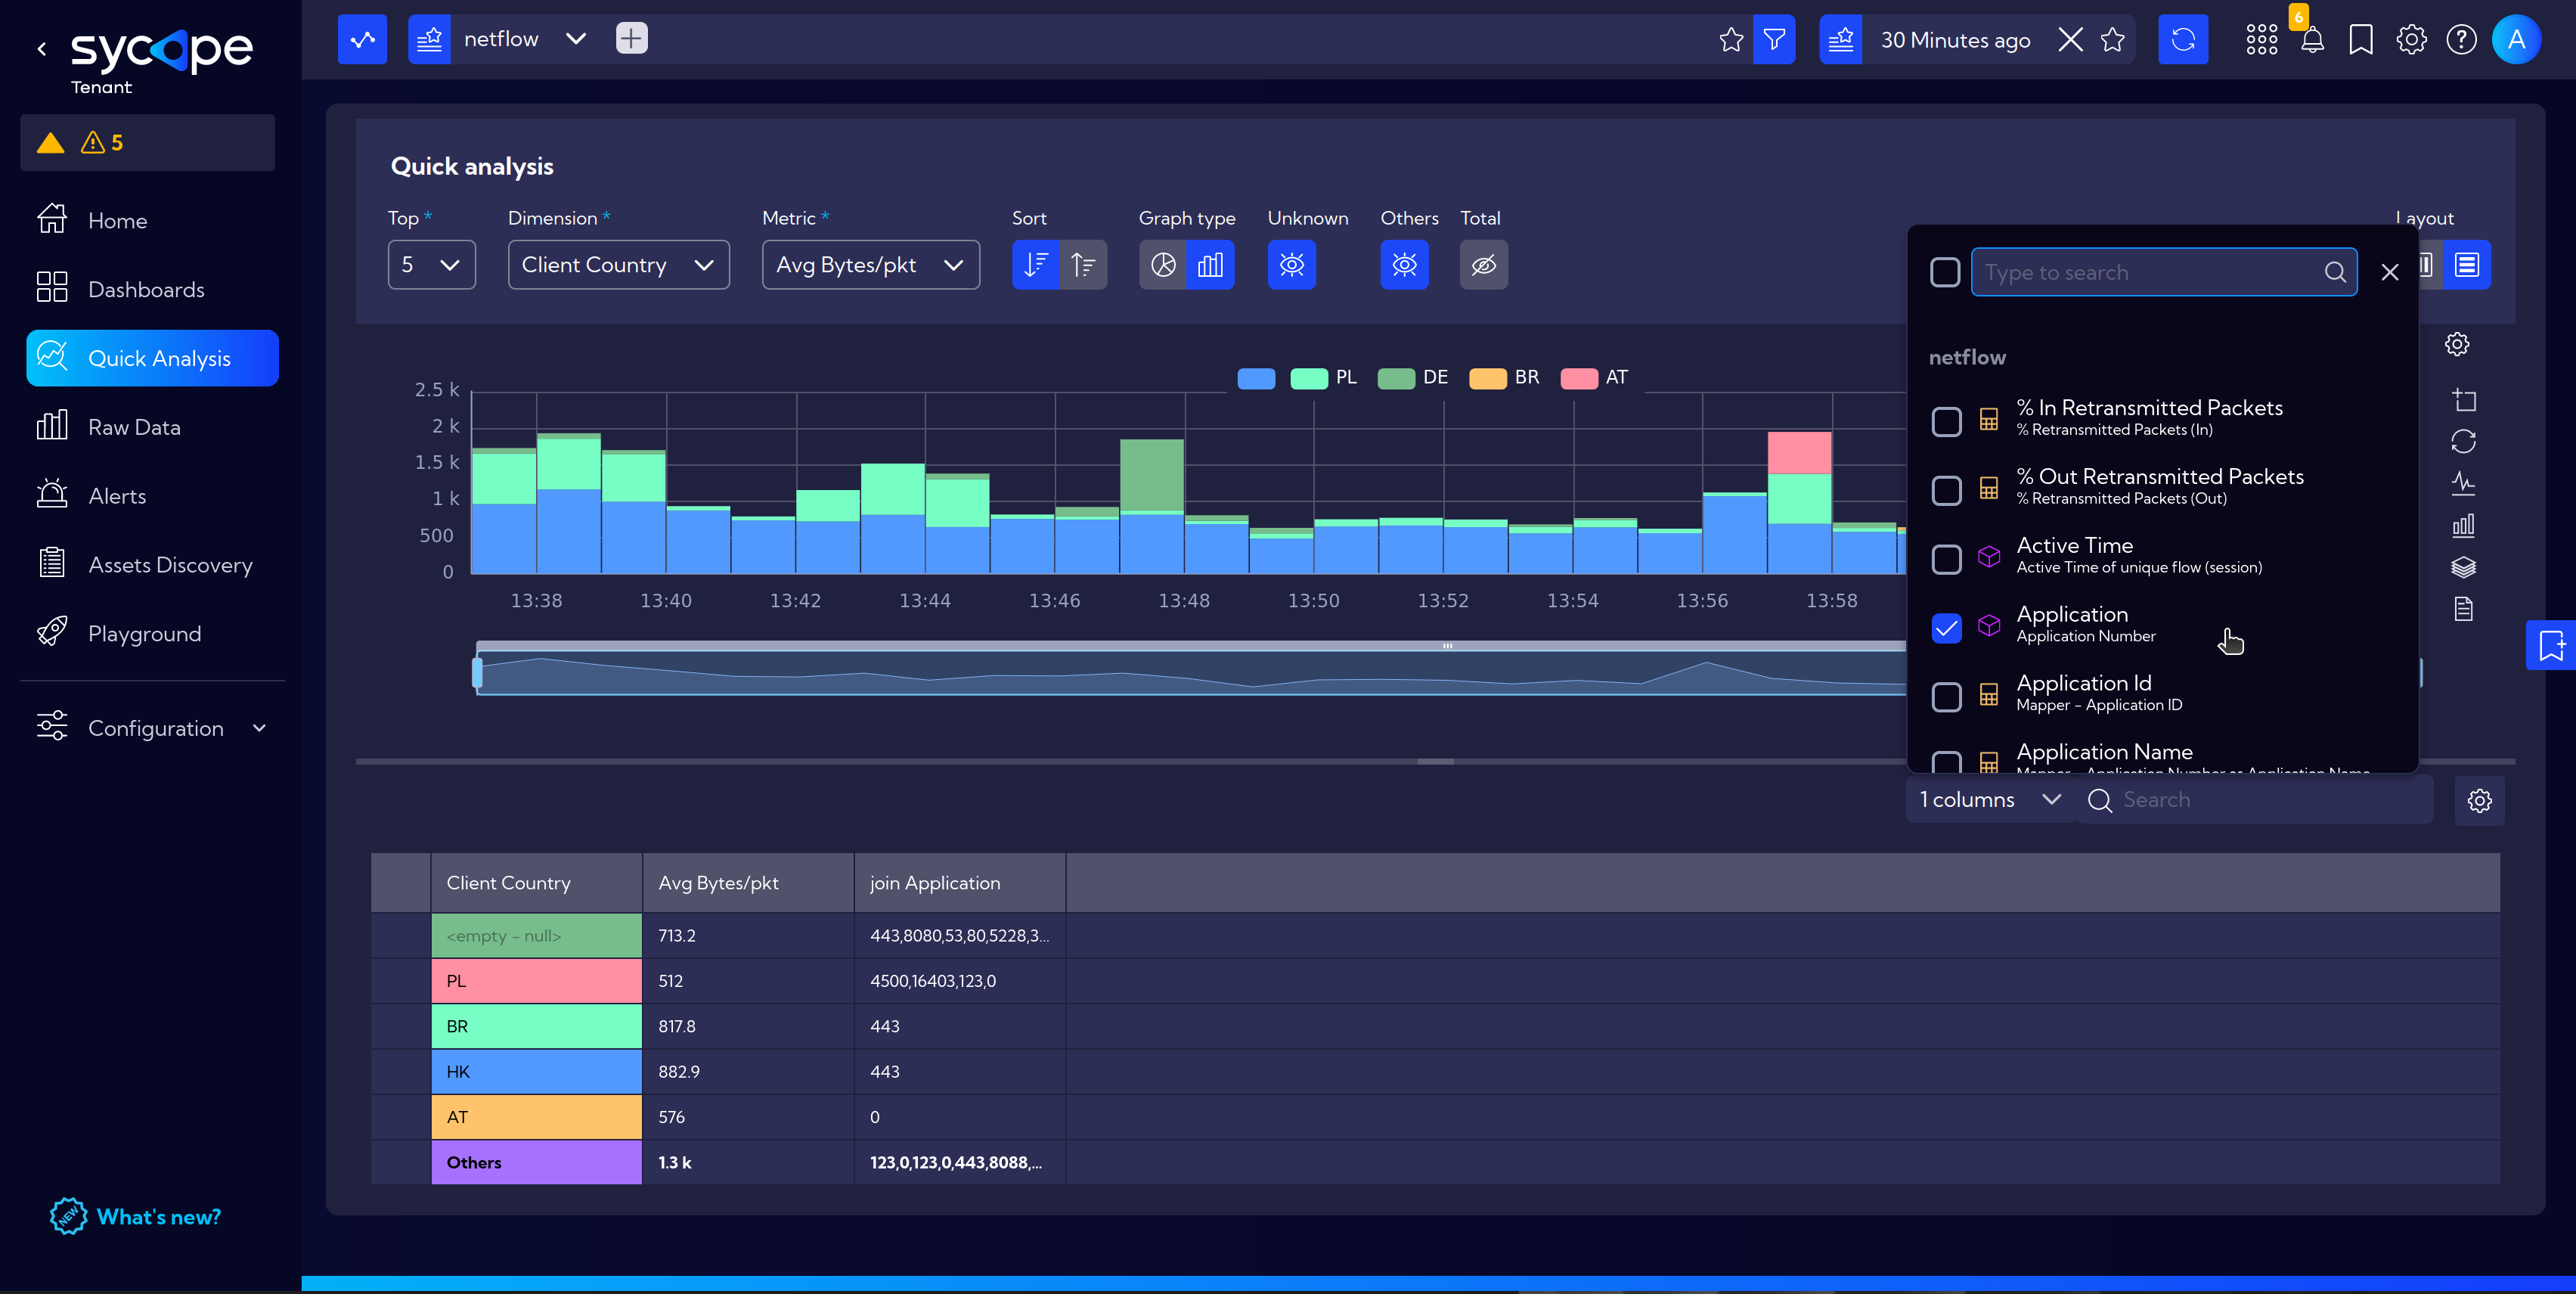 sycope
Tenant
5
Home
Dashboards
Quick Analysis
Raw Data
Alerts
Assets Discovery
Playground
Configuration
NEW
What's new?
netflow
30 Minutes ago
6
A
Quick analysis
Top * Dimension * Metric * Sort Graph type Unknown Others Total Layout
5 Client Country Avg Bytes/pkt
PL DE BR AT
2.5 k
2 k
1.5 k
1 k
500
0
13:38 13:40 13:42 13:44 13:46 13:48 13:50 13:52 13:54 13:56 13:58
Type to search
netflow
% In Retransmitted Packets
% Retransmitted Packets (In)
% Out Retransmitted Packets
% Retransmitted Packets (Out)
Active Time
Active Time of unique flow (session)
Application
Application Number
Application Id
Mapper - Application ID
Application Name
Mapper - Application Number as Application Name
1 columns Search
Client Country Avg Bytes/pkt join Application
<empty - null> 713.2 443,8080,53,80,5228,3...
PL 512 4500,16403,123,0
BR 817.8 443
HK 882.9 443
AT 576 0
Others 1.3 k 123,0,123,0,443,8088,...